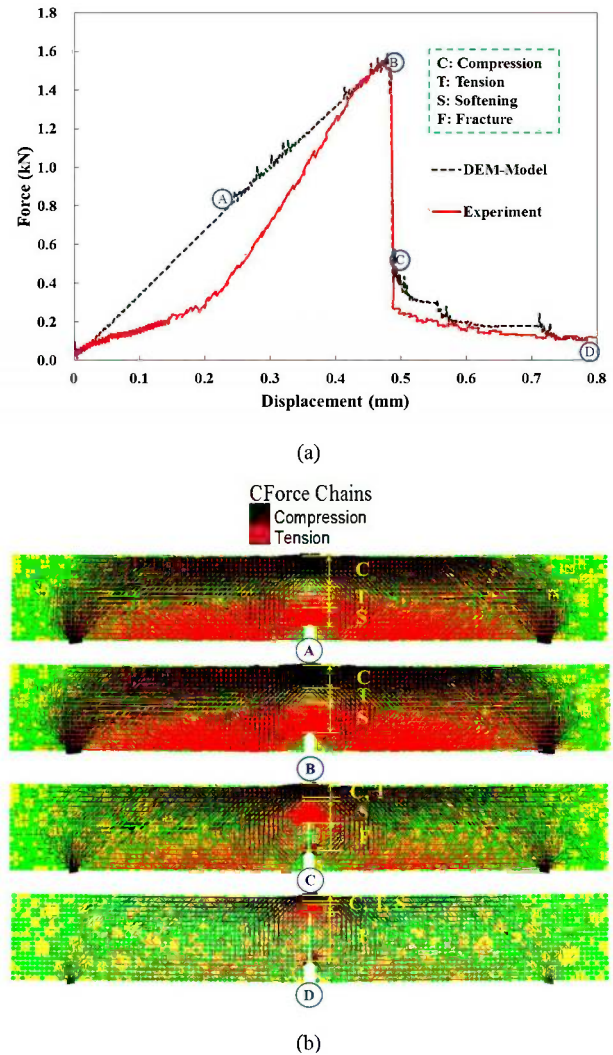 1.8
1.6
1.4
1.2
1.0
0.8
0.6
0.4
0.2
0.0
Force (kN)
0 0.1 0.2 0.3 0.4 0.5 0.6 0.7 0.8
Displacement (mm)
A
B
C
D
C: Compression
T: Tension
S: Softening
F: Fracture
DEM-Model
Experiment
(a)
CForce Chains
Compression
Tension
C
T
S
A
C
T
S
B
C,T
S
F
C
C,T,S
D
(b)